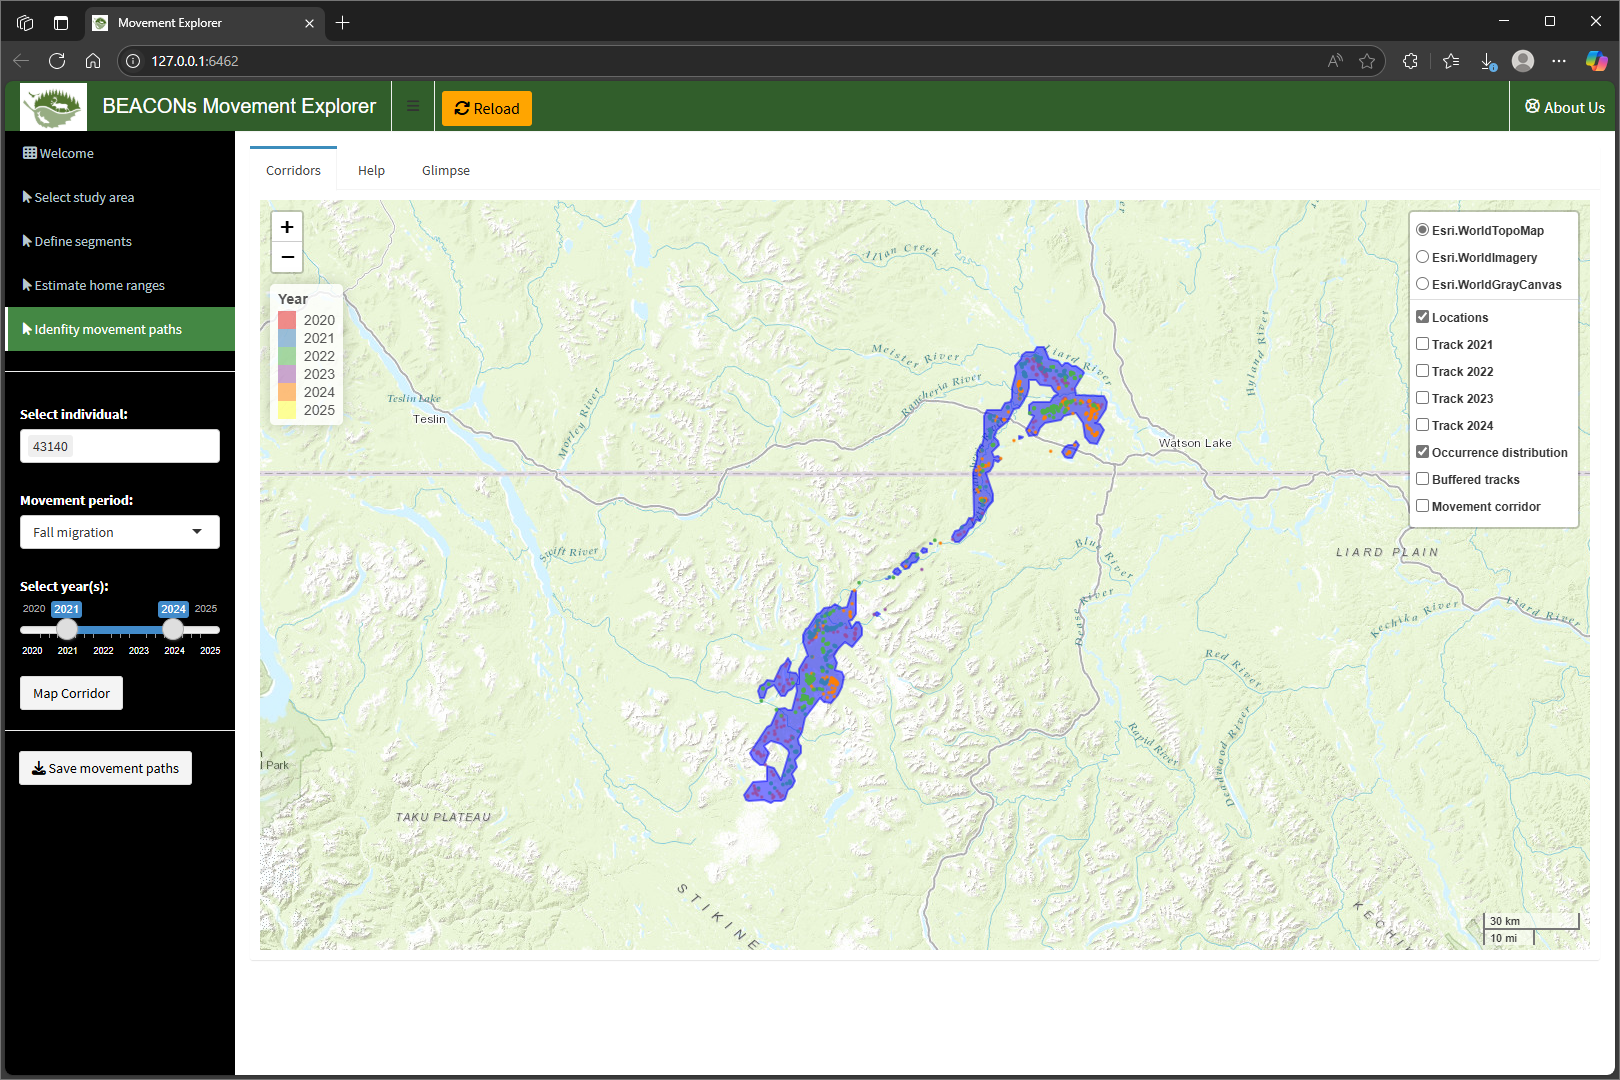 Movement Explorer
127.0.0.1:6462
BEACONs Movement Explorer
Reload
About Us
Welcome
Select study area
Define segments
Estimate home ranges
Idenfity movement paths
Select individual:
43140
Movement period:
Fall migration
Select year(s):
2020 2021 2024 2025
2020 2021 2022 2023 2024 2025
Map Corridor
Save movement paths
Corridors Help Glimpse
+
−
Year
2020
2021
2022
2023
2024
2025
Esri.WorldTopoMap
Esri.WorldImagery
Esri.WorldGrayCanvas
Locations
Track 2021
Track 2022
Track 2023
Track 2024
Occurrence distribution
Buffered tracks
Movement corridor
Allan Creek
Meister River
Liard River
Rancheria River
Hyland River
Teslin Lake
Teslin
Morley River
Watson Lake
Swift River
Blue River
LIARD PLAIN
Dease River
Kechika River
Liard River
Red River
Rapid River
Deadwood River
l Park
TAKU PLATEAU
STIKINE
KECHI
30 km
10 mi